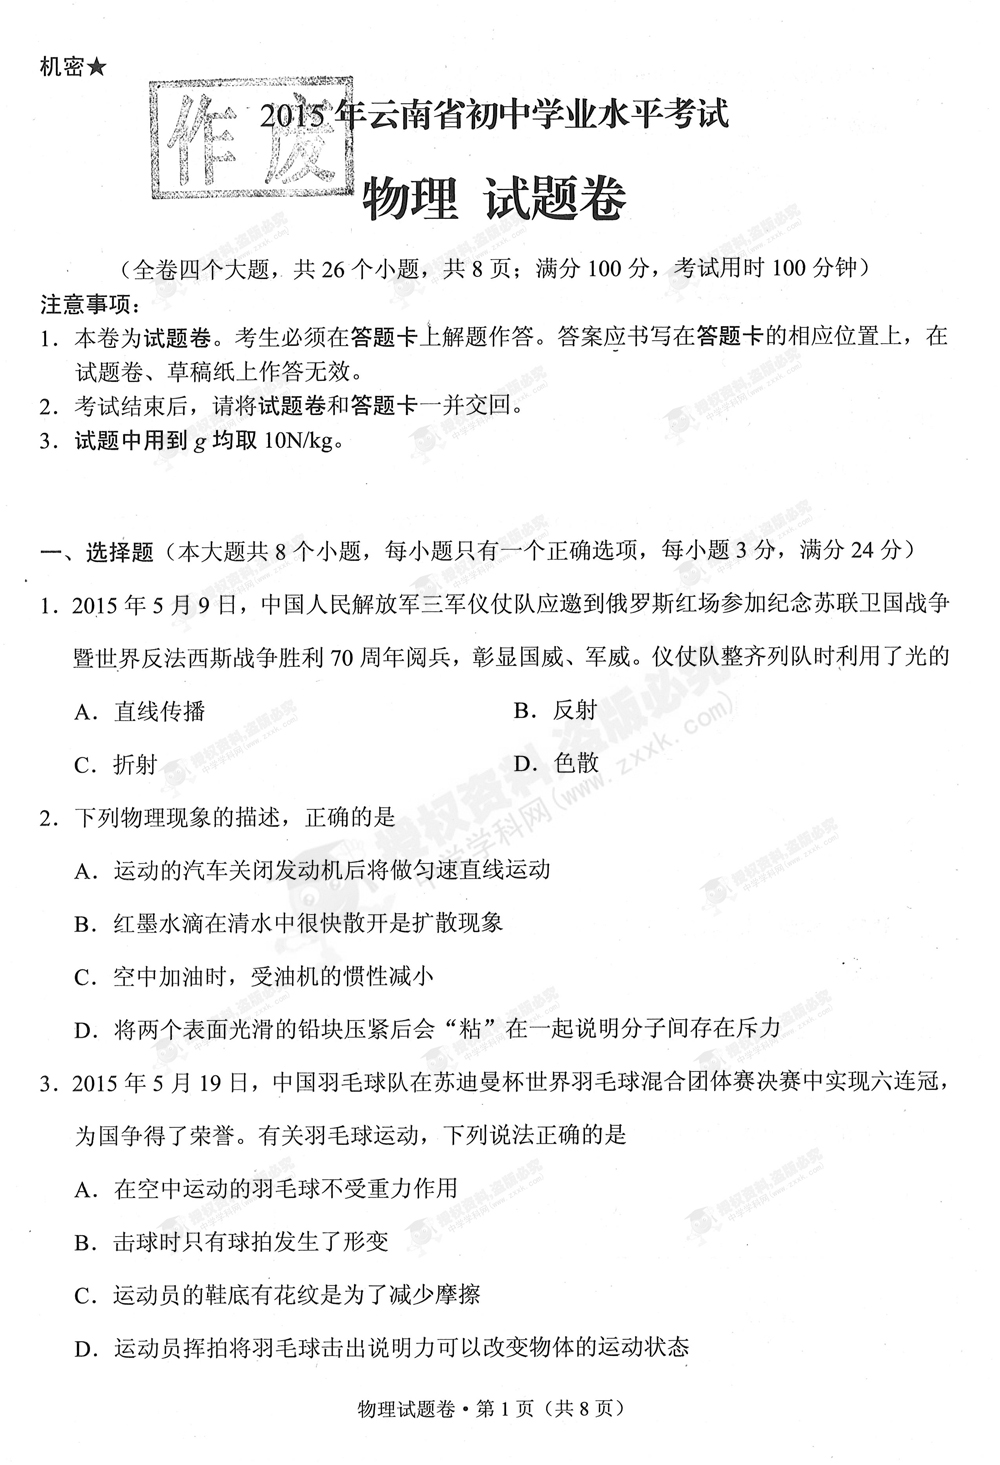 机密★
作废
2015年云南省初中学业水平考试
物理 试题卷
（全卷四个大题，共26个小题，共8页；满分100分，考试用时100分钟）
注意事项：
1．本卷为试题卷。考生必须在答题卡上解题作答。答案应书写在答题卡的相应位置上，在
试题卷、草稿纸上作答无效。
2．考试结束后，请将试题卷和答题卡一并交回。
3．试题中用到g均取10N/kg。
一、选择题（本大题共8个小题，每小题只有一个正确选项，每小题3分，满分24分）
1．2015年5月9日，中国人民解放军三军仪仗队应邀到俄罗斯红场参加纪念苏联卫国战争
暨世界反法西斯战争胜利70周年阅兵，彰显国威、军威。仪仗队整齐列队时利用了光的
A．直线传播
B．反射
C．折射
D．色散
2．下列物理现象的描述，正确的是
A．运动的汽车关闭发动机后将做匀速直线运动
B．红墨水滴在清水中很快散开是扩散现象
C．空中加油时，受油机的惯性减小
D．将两个表面光滑的铅块压紧后会“粘”在一起说明分子间存在斥力
3．2015年5月19日，中国羽毛球队在苏迪曼杯世界羽毛球混合团体赛决赛中实现六连冠，
为国争得了荣誉。有关羽毛球运动，下列说法正确的是
A．在空中运动的羽毛球不受重力作用
B．击球时只有球拍发生了形变
C．运动员的鞋底有花纹是为了减少摩擦
D．运动员挥拍将羽毛球击出说明力可以改变物体的运动状态
物理试题卷·第1页（共8页）
授权资料,盗版必究
中学学科网(www.zxxk.com)